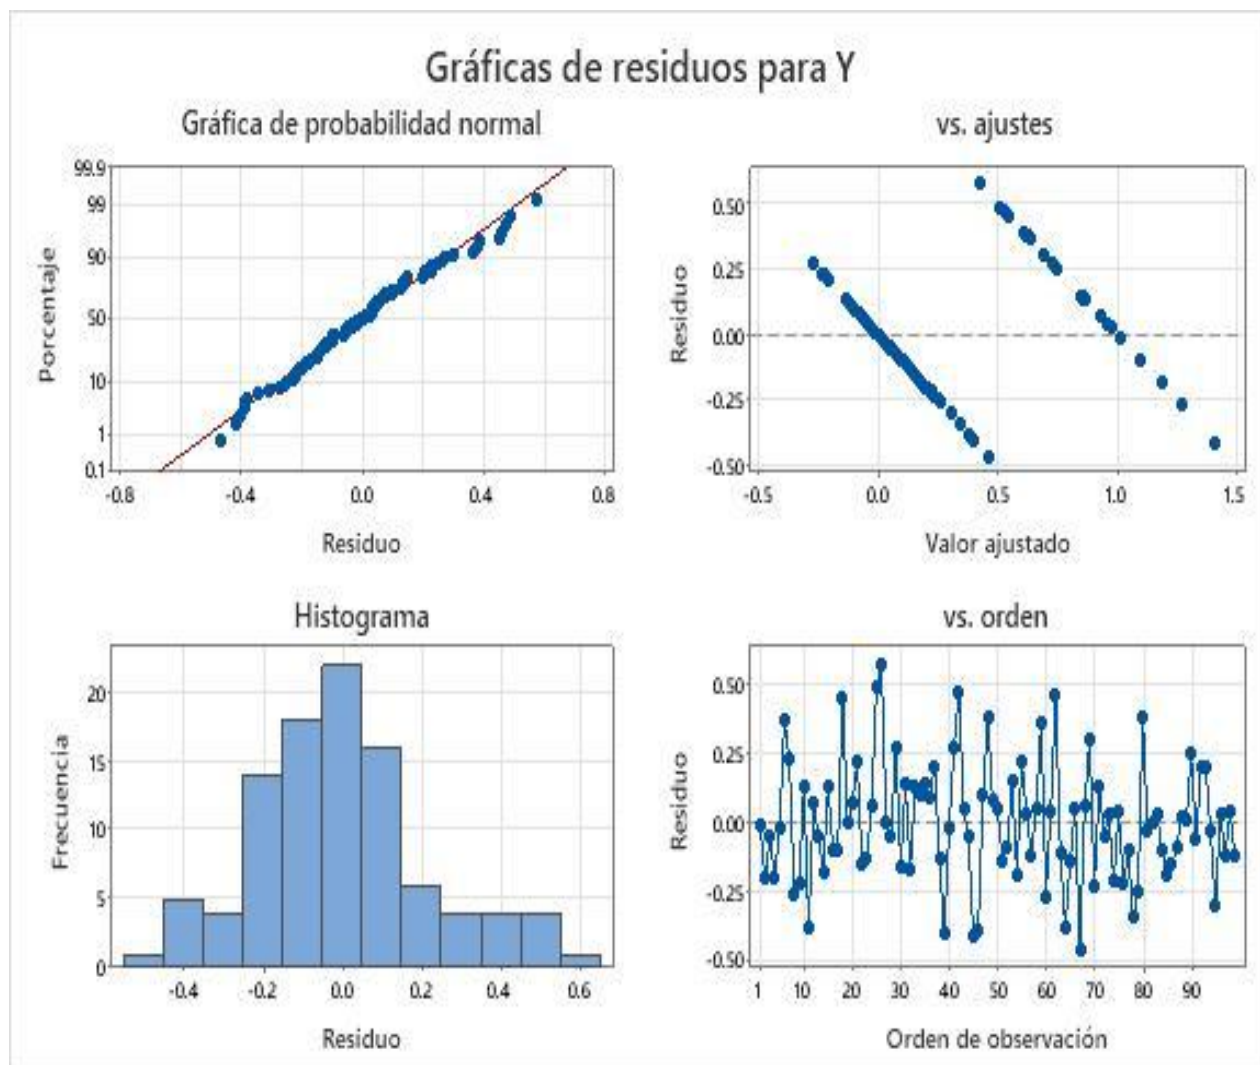 Gráficas de residuos para Y
Gráfica de probabilidad normal
99.9
99
90
50
10
1
0.1
Porcentaje
-0.8 -0.4 0.0 0.4 0.8
Residuo
vs. ajustes
0.50
0.25
0.00
-0.25
-0.50
Residuo
-0.5 0.0 0.5 1.0 1.5
Valor ajustado
Histograma
20
15
10
5
0
Frecuencia
-0.4 -0.2 0.0 0.2 0.4 0.6
Residuo
vs. orden
0.50
0.25
0.00
-0.25
-0.50
Residuo
1 10 20 30 40 50 60 70 80 90
Orden de observación